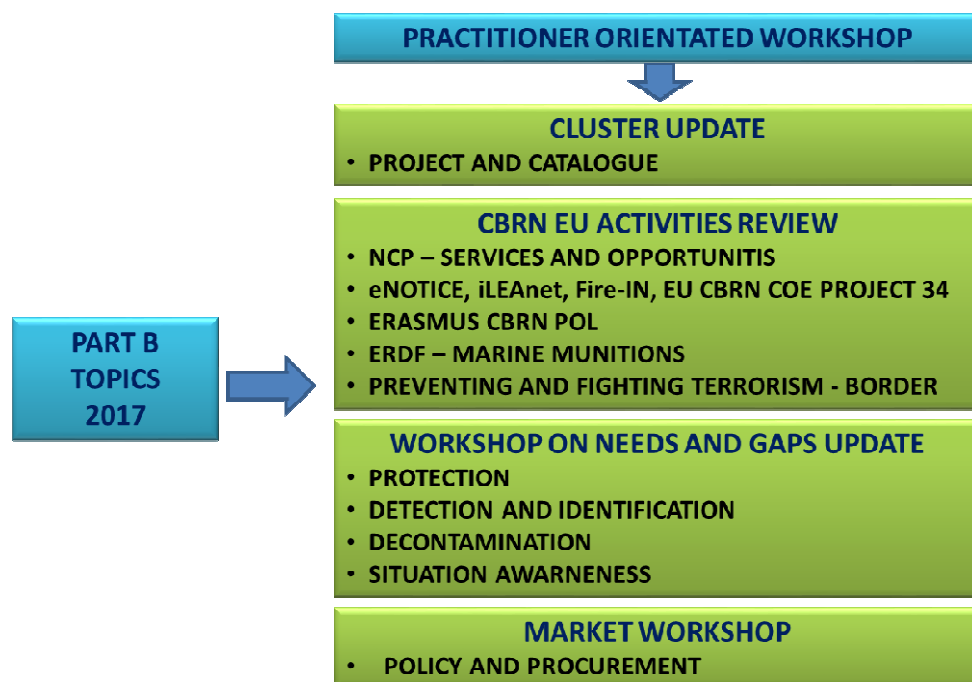 PRACTITIONER ORIENTATED WORKSHOP
CLUSTER UPDATE
• PROJECT AND CATALOGUE
CBRN EU ACTIVITIES REVIEW
• NCP – SERVICES AND OPPORTUNITIS
• eNOTICE, iLEAnet, Fire-IN, EU CBRN COE PROJECT 34
• ERASMUS CBRN POL
• ERDF – MARINE MUNITIONS
• PREVENTING AND FIGHTING TERRORISM - BORDER
PART B
TOPICS
2017
WORKSHOP ON NEEDS AND GAPS UPDATE
• PROTECTION
• DETECTION AND IDENTIFICATION
• DECONTAMINATION
• SITUATION AWARNENESS
MARKET WORKSHOP
• POLICY AND PROCUREMENT